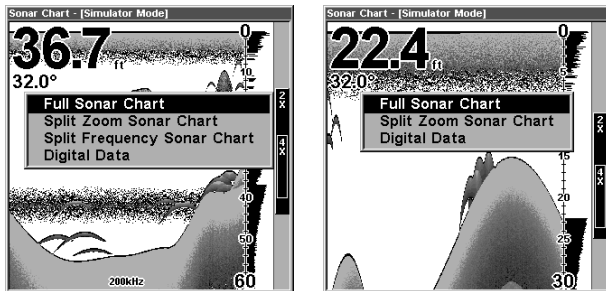 Sonar Chart - [Simulator Mode]
36.7 ft
0
32.0°
10
Full Sonar Chart
Split Zoom Sonar Chart
Split Frequency Sonar Chart
Digital Data
2X
4X
40
50
200kHz
60
Sonar Chart - [Simulator Mode]
22.4 ft
0
32.0°
5
Full Sonar Chart
Split Zoom Sonar Chart
Digital Data
2X
4X
15
20
25
30